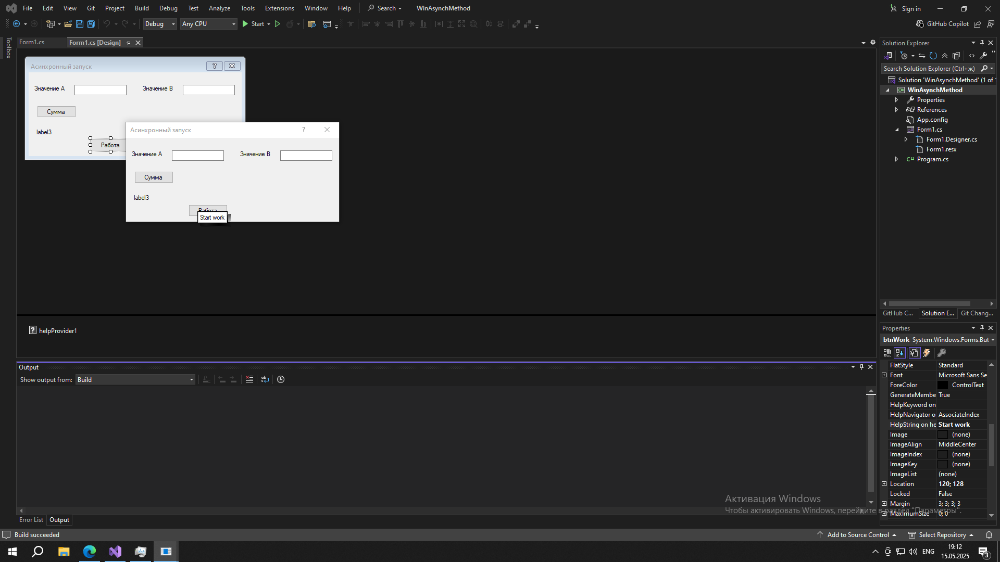 File Edit View Git Project Build Debug Test Analyze Tools Extensions Window Help Search WinAsynchMethod Sign in
Debug Any CPU Start GitHub Copilot
Toolbox
Form1.cs Form1.cs [Design]
Асинхронный запуск
Значение A Значение B
Сумма
label3
Работа
Асинхронный запуск
Значение A Значение B
Сумма
label3
Работа
Start work
helpProvider1
Output
Show output from: Build
Error List Output
Solution Explorer
Search Solution Explorer (Ctrl+ж)
Solution 'WinAsynchMethod' (1 of 1
WinAsynchMethod
Properties
References
App.config
Form1.cs
Form1.Designer.cs
Form1.resx
Program.cs
GitHub C... Solution E... Git Chang...
Properties
btnWork System.Windows.Forms.But
FlatStyle Standard
Font Microsoft Sans Se
ForeColor ControlText
GenerateMembe True
HelpKeyword on
HelpNavigator o AssociateIndex
HelpString on he Start work
Image (none)
ImageAlign MiddleCenter
ImageIndex (none)
ImageKey (none)
ImageList (none)
Location 120; 128
Locked False
Margin 3; 3; 3; 3
MaximumSize 0; 0
Активация Windows
Чтобы активировать Windows, перейдите в раздел "Параметры".
Build succeeded Add to Source Control Select Repository
ENG 19:12
15.05.2025
3